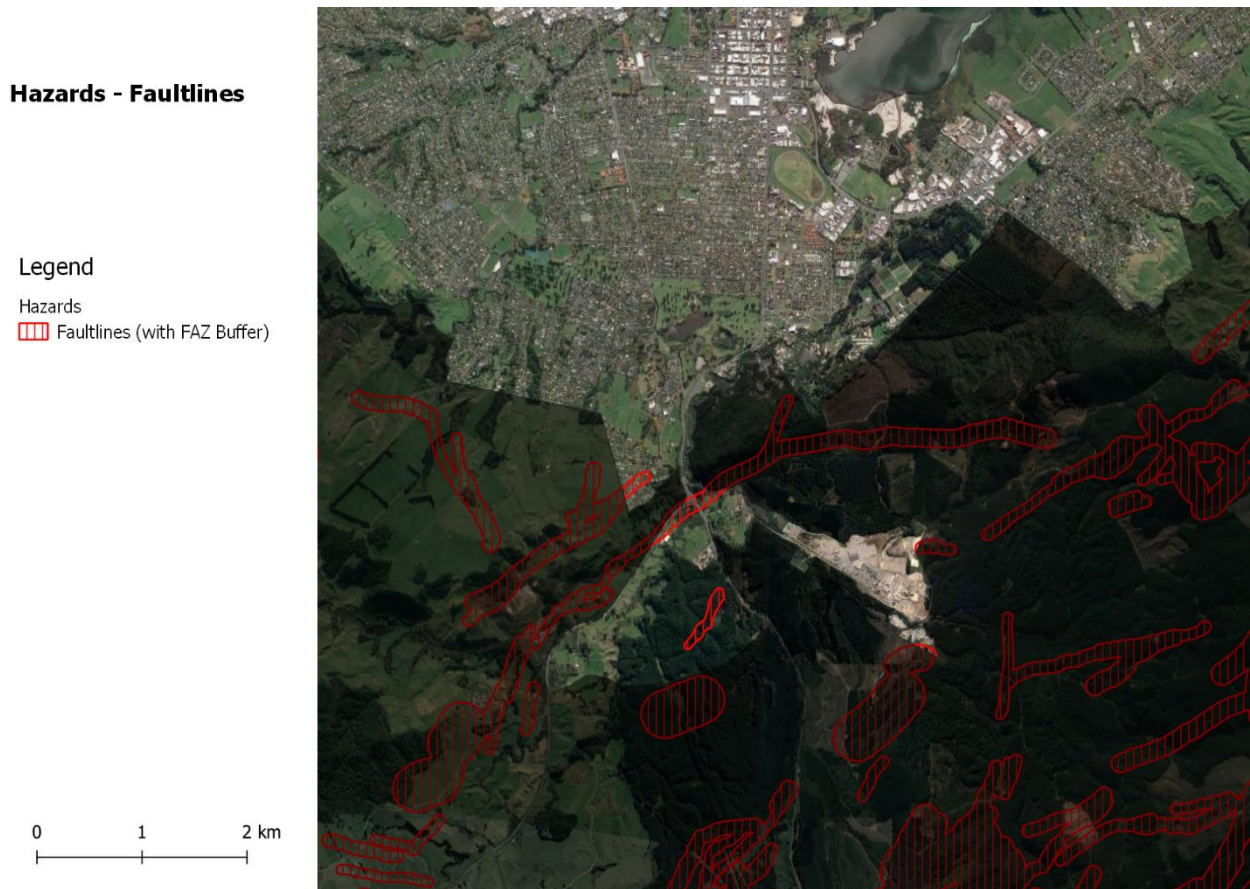 Hazards - Faultlines
Legend
Hazards
Faultlines (with FAZ Buffer)
0 1 2 km